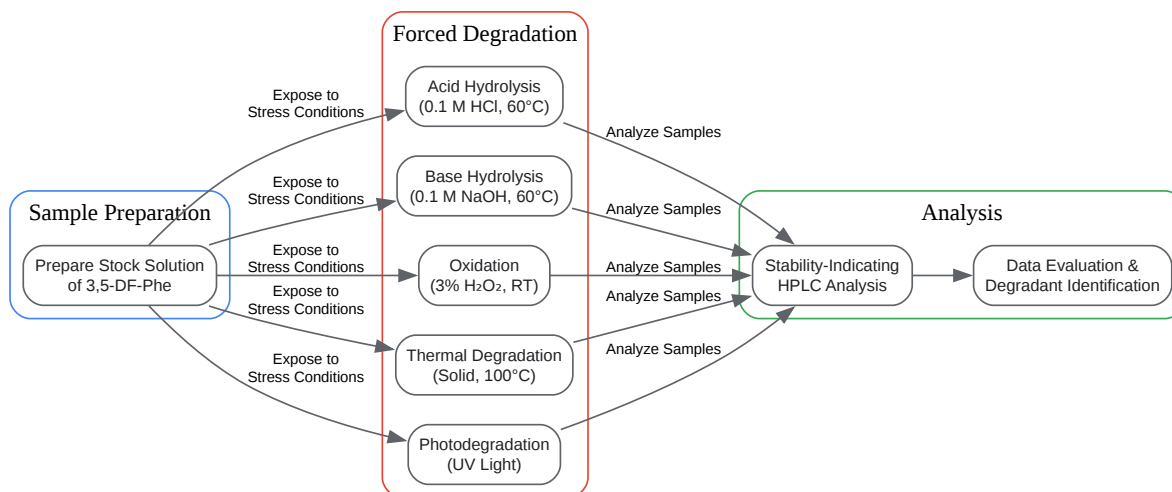 Forced Degradation
Acid Hydrolysis
(0.1 M HCl, 60°C)
Expose to
Stress Conditions
Analyze Samples
Base Hydrolysis
(0.1 M NaOH, 60°C)
Expose to
Stress Conditions
Analyze Samples
Sample Preparation
Analysis
Prepare Stock Solution
of 3,5-DF-Phe
Expose to
Stress Conditions
Oxidation
(3% H₂O₂, RT)
Analyze Samples
Stability-Indicating
HPLC Analysis
Data Evaluation &
Degradant Identification
Expose to
Stress Conditions
Analyze Samples
Thermal Degradation
(Solid, 100°C)
Expose to
Stress Conditions
Analyze Samples
Photodegradation
(UV Light)